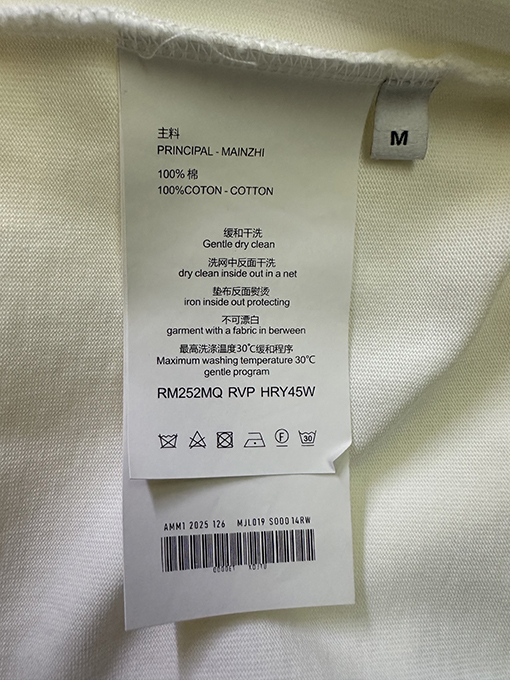 主料
PRINCIPAL - MAINZHI
100% 棉
100%COTON - COTTON
缓和干洗
Gentle dry clean
洗网中反面干洗
dry clean inside out in a net
垫布反面熨烫
iron inside out protecting
不可漂白
garment with a fabric in berween
最高洗涤温度30℃缓和程序
Maximum washing temperature 30℃
gentle program
RM252MQ RVP HRY45W
F
30
M
AMM1 2025 126 MJL019 S000 14RW